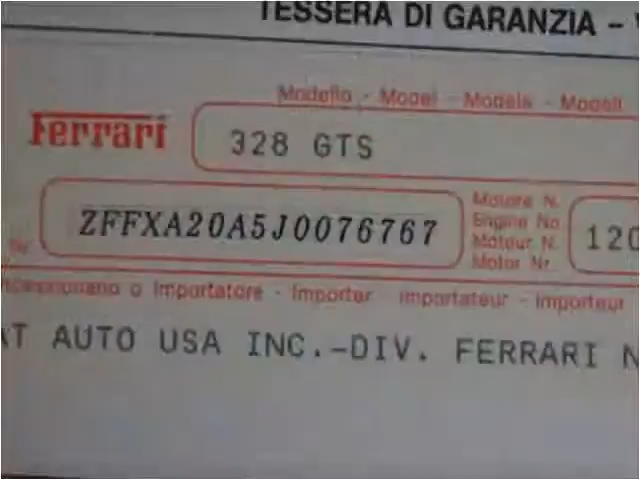 TESSERA DI GARANZIA –
Modello - Model - Modele - Modell
Ferrari
328 GTS
ZFFXA20A5J0076767
Motore N.
Engine No
Moteur N.
Motor Nr.
120
Nr.
o Importatore - Importer - Importateur - Importeur
AT AUTO USA INC.-DIV. FERRARI N